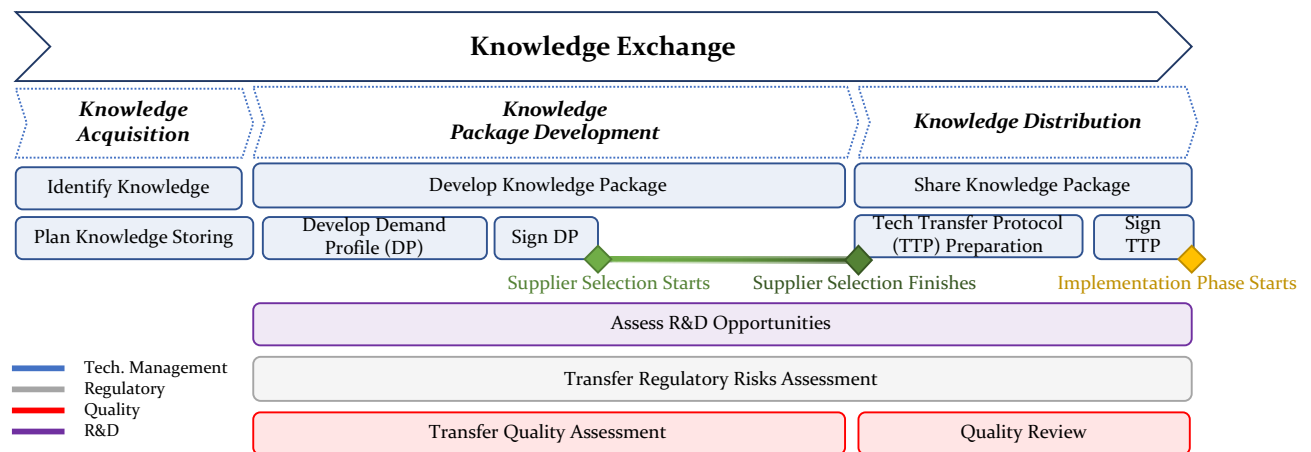 Knowledge Exchange
Knowledge
Acquisition
Knowledge
Package Development
Knowledge Distribution
Identify Knowledge
Develop Knowledge Package
Share Knowledge Package
Plan Knowledge Storing
Develop Demand
Profile (DP)
Sign DP
Tech Transfer Protocol
(TTP) Preparation
Sign
TTP
Supplier Selection Starts
Supplier Selection Finishes
Implementation Phase Starts
Assess R&D Opportunities
Transfer Regulatory Risks Assessment
Transfer Quality Assessment
Quality Review
Tech. Management
Regulatory
Quality
R&D